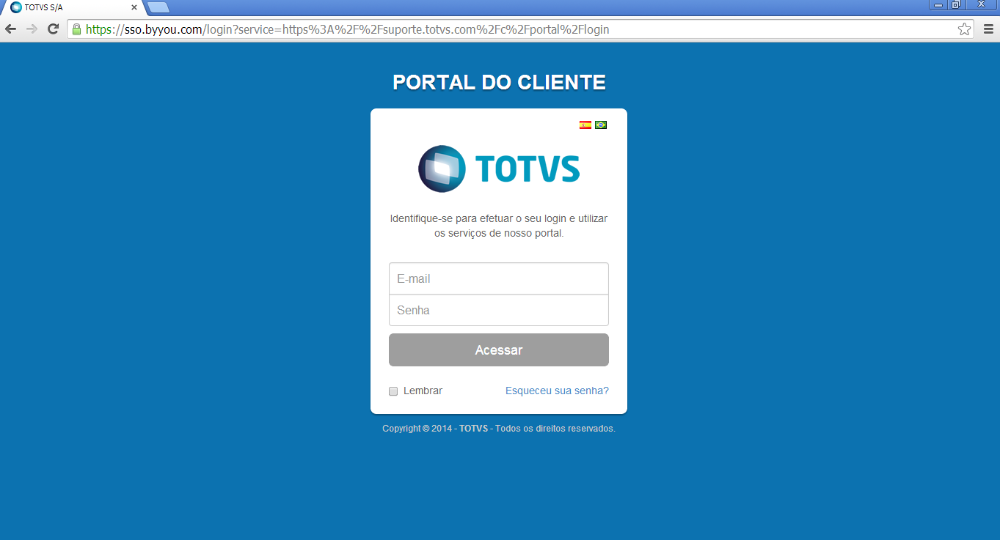 TOTVS S/A
https://sso.byyou.com/login?service=https%3A%2F%2Fsuporte.totvs.com%2Fc%2Fportal%2Flogin
PORTAL DO CLIENTE
TOTVS
Identifique-se para efetuar o seu login e utilizar
os serviços de nosso portal.
E-mail
Senha
Acessar
Lembrar Esqueceu sua senha?
Copyright © 2014 - TOTVS - Todos os direitos reservados.